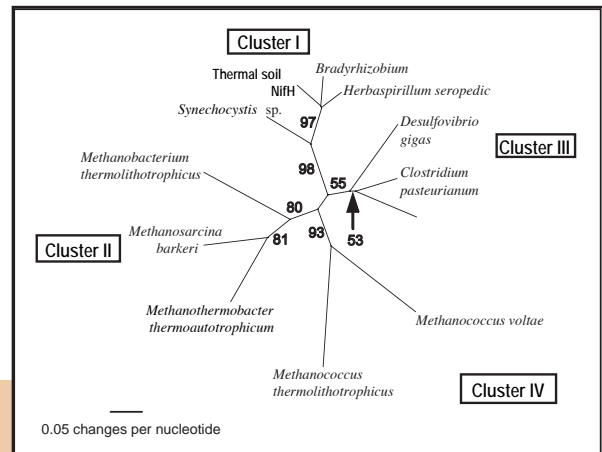 Cluster I
Thermal soil
NifH
Bradyrhizobium
Herbaspirillum seropedic
Synechocystis sp.
97
Desulfovibrio
gigas
Cluster III
98
55
Clostridium
pasteurianum
Methanobacterium
thermolithotrophicus
80
Methanosarcina
barkeri
81
93
53
Cluster II
Methanothermobacter
thermoautotrophicum
Methanococcus voltae
Methanococcus
thermolithotrophicus
Cluster IV
0.05 changes per nucleotide